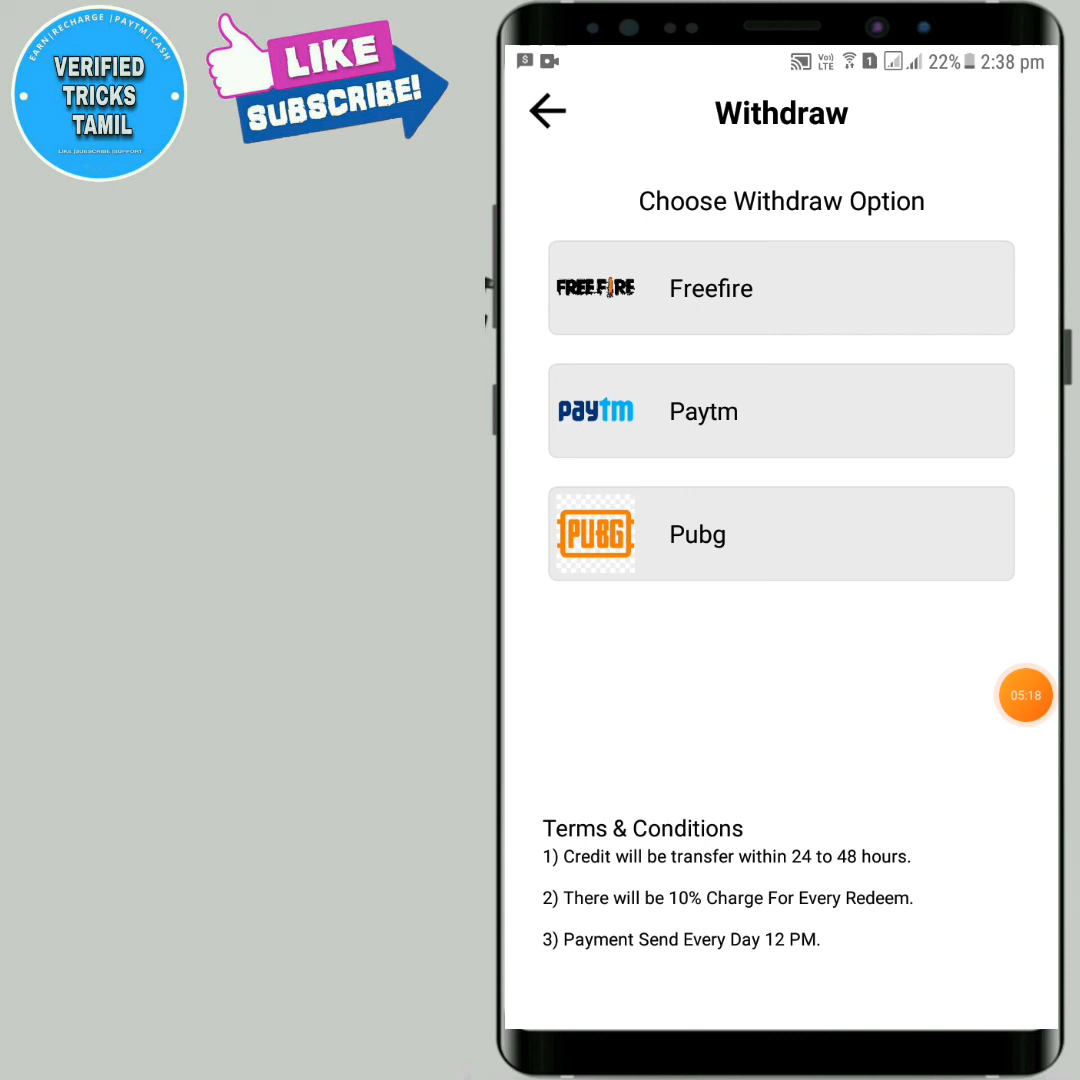 EARN|RECHARGE |PAYTM|CASH
VERIFIED
TRICKS
TAMIL
LIKE |SUBSCRIBE |SUPPORT
LIKE
SUBSCRIBE!
S
Vo))
LTE
1
22%
2:38 pm
Withdraw
Choose Withdraw Option
FREE FIRE
Freefire
paytm
Paytm
PUBG
Pubg
05:18
Terms & Conditions
1) Credit will be transfer within 24 to 48 hours.
2) There will be 10% Charge For Every Redeem.
3) Payment Send Every Day 12 PM.